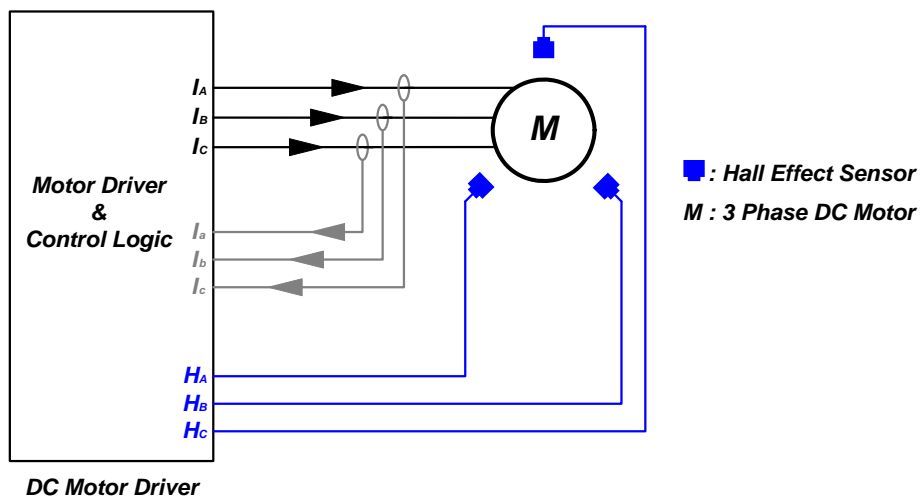 I_A
I_B
I_C
Motor Driver
&
Control Logic
I_a
I_b
I_c
H_A
H_B
H_C
DC Motor Driver
M
: Hall Effect Sensor
M : 3 Phase DC Motor